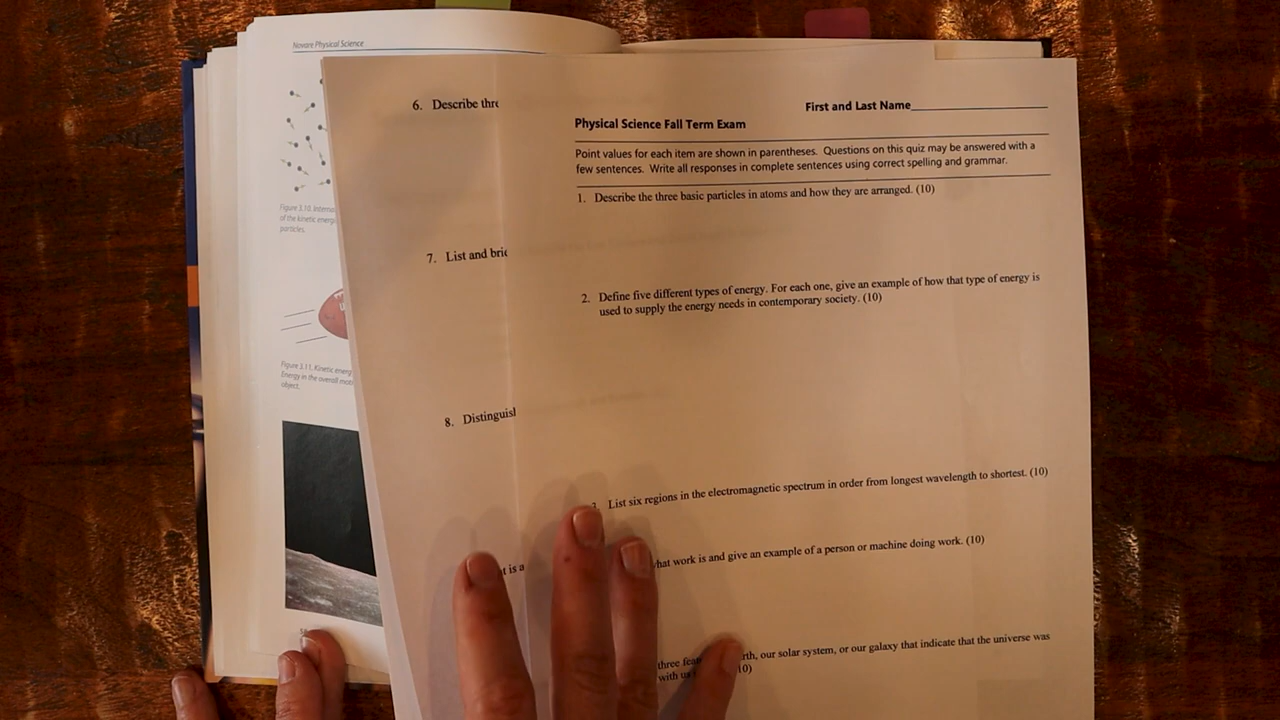 Novare Physical Science
6. Describe thre
First and Last Name
Physical Science Fall Term Exam
Point values for each item are shown in parentheses. Questions on this quiz may be answered with a
few sentences. Write all responses in complete sentences using correct spelling and grammar.
1. Describe the three basic particles in atoms and how they are arranged. (10)
7. List and brie
2. Define five different types of energy. For each one, give an example of how that type of energy is
used to supply the energy needs in contemporary society. (10)
8. Distinguish
3. List six regions in the electromagnetic spectrum in order from longest wavelength to shortest. (10)
t is a
what work is and give an example of a person or machine doing work. (10)
three feat rth, our solar system, or our galaxy that indicate that the universe was
with us 10)
Figure 3.10. Interna
of the kinetic energ
particles.
Figure 3.11. Kinetic energ
Energy in the overall moti
object.